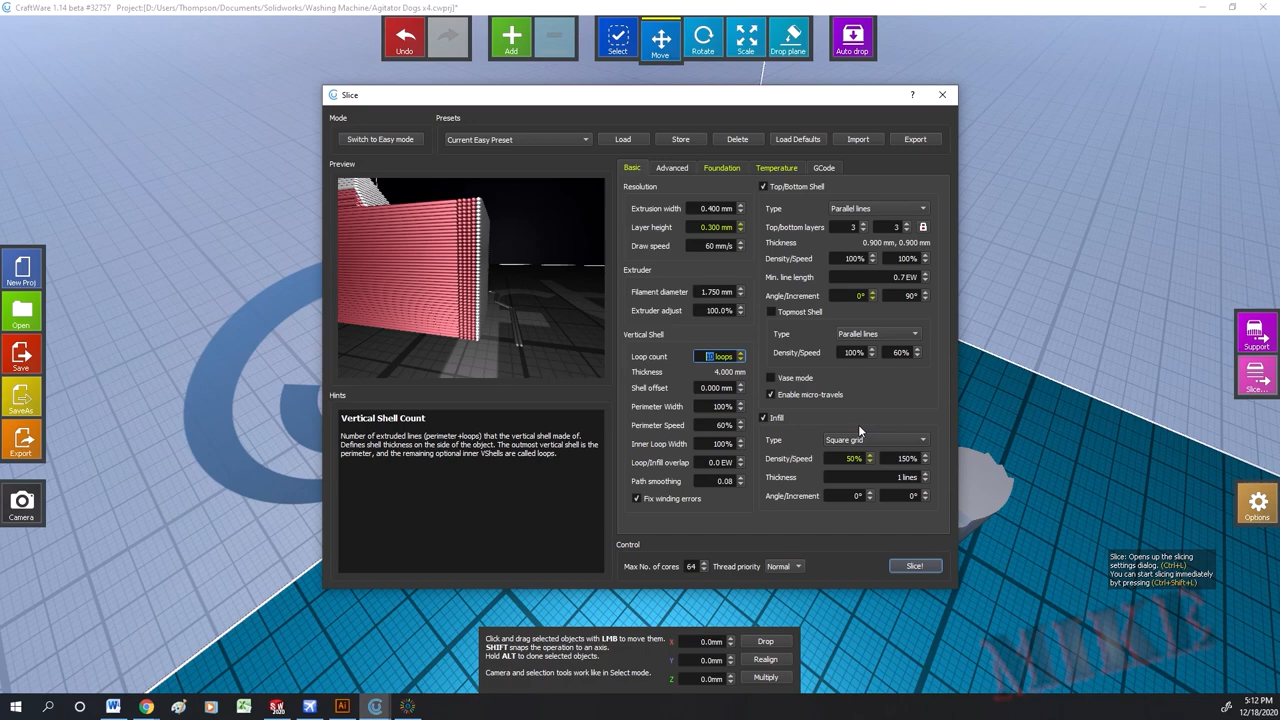 CraftWare 1.14 beta #32757    Project:[D:/Users/Thompson/Documents/Solidworks/Washing Machine/Agitator Dogs x4.cwprj]*
Undo
Add
Select
Move
Rotate
Scale
Drop plane
Auto drop
Slice
?
Mode
Presets
Switch to Easy mode
Current Easy Preset
Load
Store
Delete
Load Defaults
Import
Export
Preview
Basic
Advanced
Foundation
Temperature
GCode
Resolution
Extrusion width 0.400 mm
Layer height 0.300 mm
Draw speed 60 mm/s
Extruder
Filament diameter 1.750 mm
Extruder adjust 100.0%
Vertical Shell
Loop count 10 loops
Thickness 4.000 mm
Shell offset 0.000 mm
Perimeter Width 100%
Perimeter Speed 60%
Inner Loop Width 100%
Loop/Infill overlap 0.0 EW
Path smoothing 0.08
Fix winding errors
Top/Bottom Shell
Type Parallel lines
Top/bottom layers 3 3
Thickness 0.900 mm, 0.900 mm
Density/Speed 100% 100%
Min. line length 0.7 EW
Angle/Increment 0° 90°
Topmost Shell
Type Parallel lines
Density/Speed 100% 60%
Vase mode
Enable micro-travels
Infill
Type Square grid
Density/Speed 50% 150%
Thickness 1 lines
Angle/Increment 0° 0°
Hints
Vertical Shell Count
Number of extruded lines (perimeter+loops) that the vertical shell made of.
Defines shell thickness on the side of the object. The outmost vertical shell is the
perimeter, and the remaining optional inner VShells are called loops.
Control
Max No. of cores 64 Thread priority Normal
Slice!
New Proj
Open
Save
SaveAs
Export
Camera
Support
Slice...
Options
Slice: Opens up the slicing
settings dialog. (Ctrl+L)
You can start slicing immediately
byt pressing (Ctrl+Shift+L)
Click and drag selected objects with LMB to move them.
SHIFT snaps the operation to an axis.
Hold ALT to clone selected objects.
Camera and selection tools work like in Select mode.
X 0.0mm Drop
Y 0.0mm Realign
Z 0.0mm Multiply
5:12 PM
12/18/2020